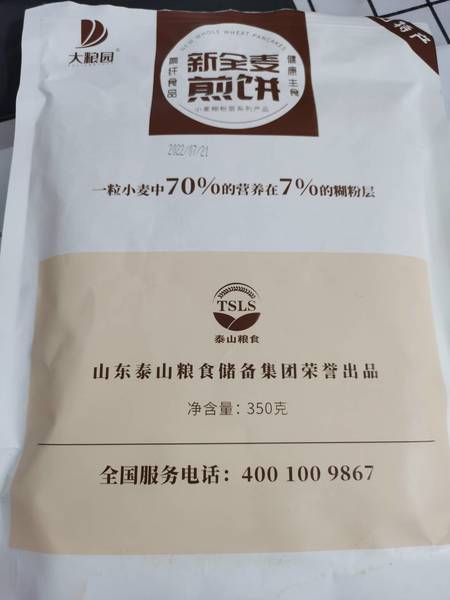 大粮园
NEW WHOLE WHEAT PANCAKES
新全麦
煎饼
高纤食品
健康主食
小麦糊粉层系列产品
特产
2022/07/21
一粒小麦中70%的营养在7%的糊粉层
TSLS
泰山粮食
山东泰山粮食储备集团荣誉出品
净含量：350克
全国服务电话：400 100 9867